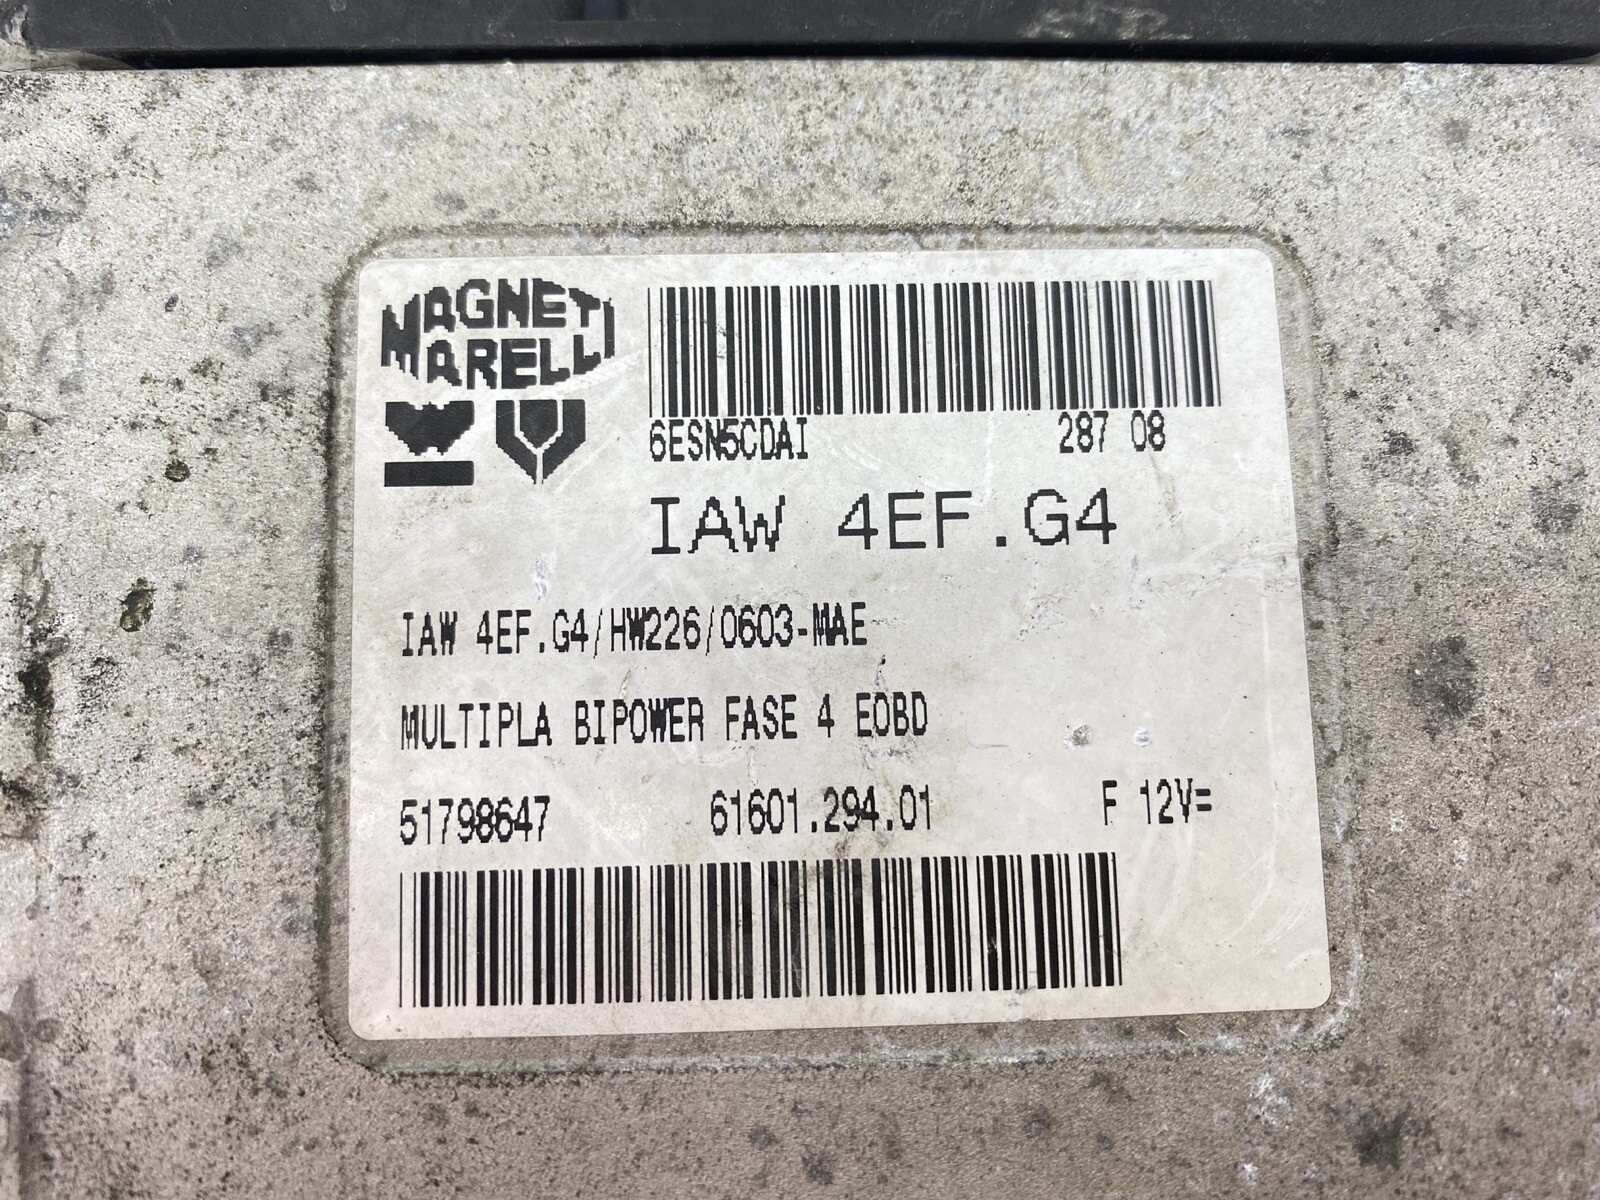 MAGNETI
MARELLI
6ESN5CDAI 287 08
IAW 4EF.G4
IAW 4EF.G4/HW226/0603-MAE
MULTIPLA BIPOWER FASE 4 EOBD
51798647 61601.294.01 F 12V=